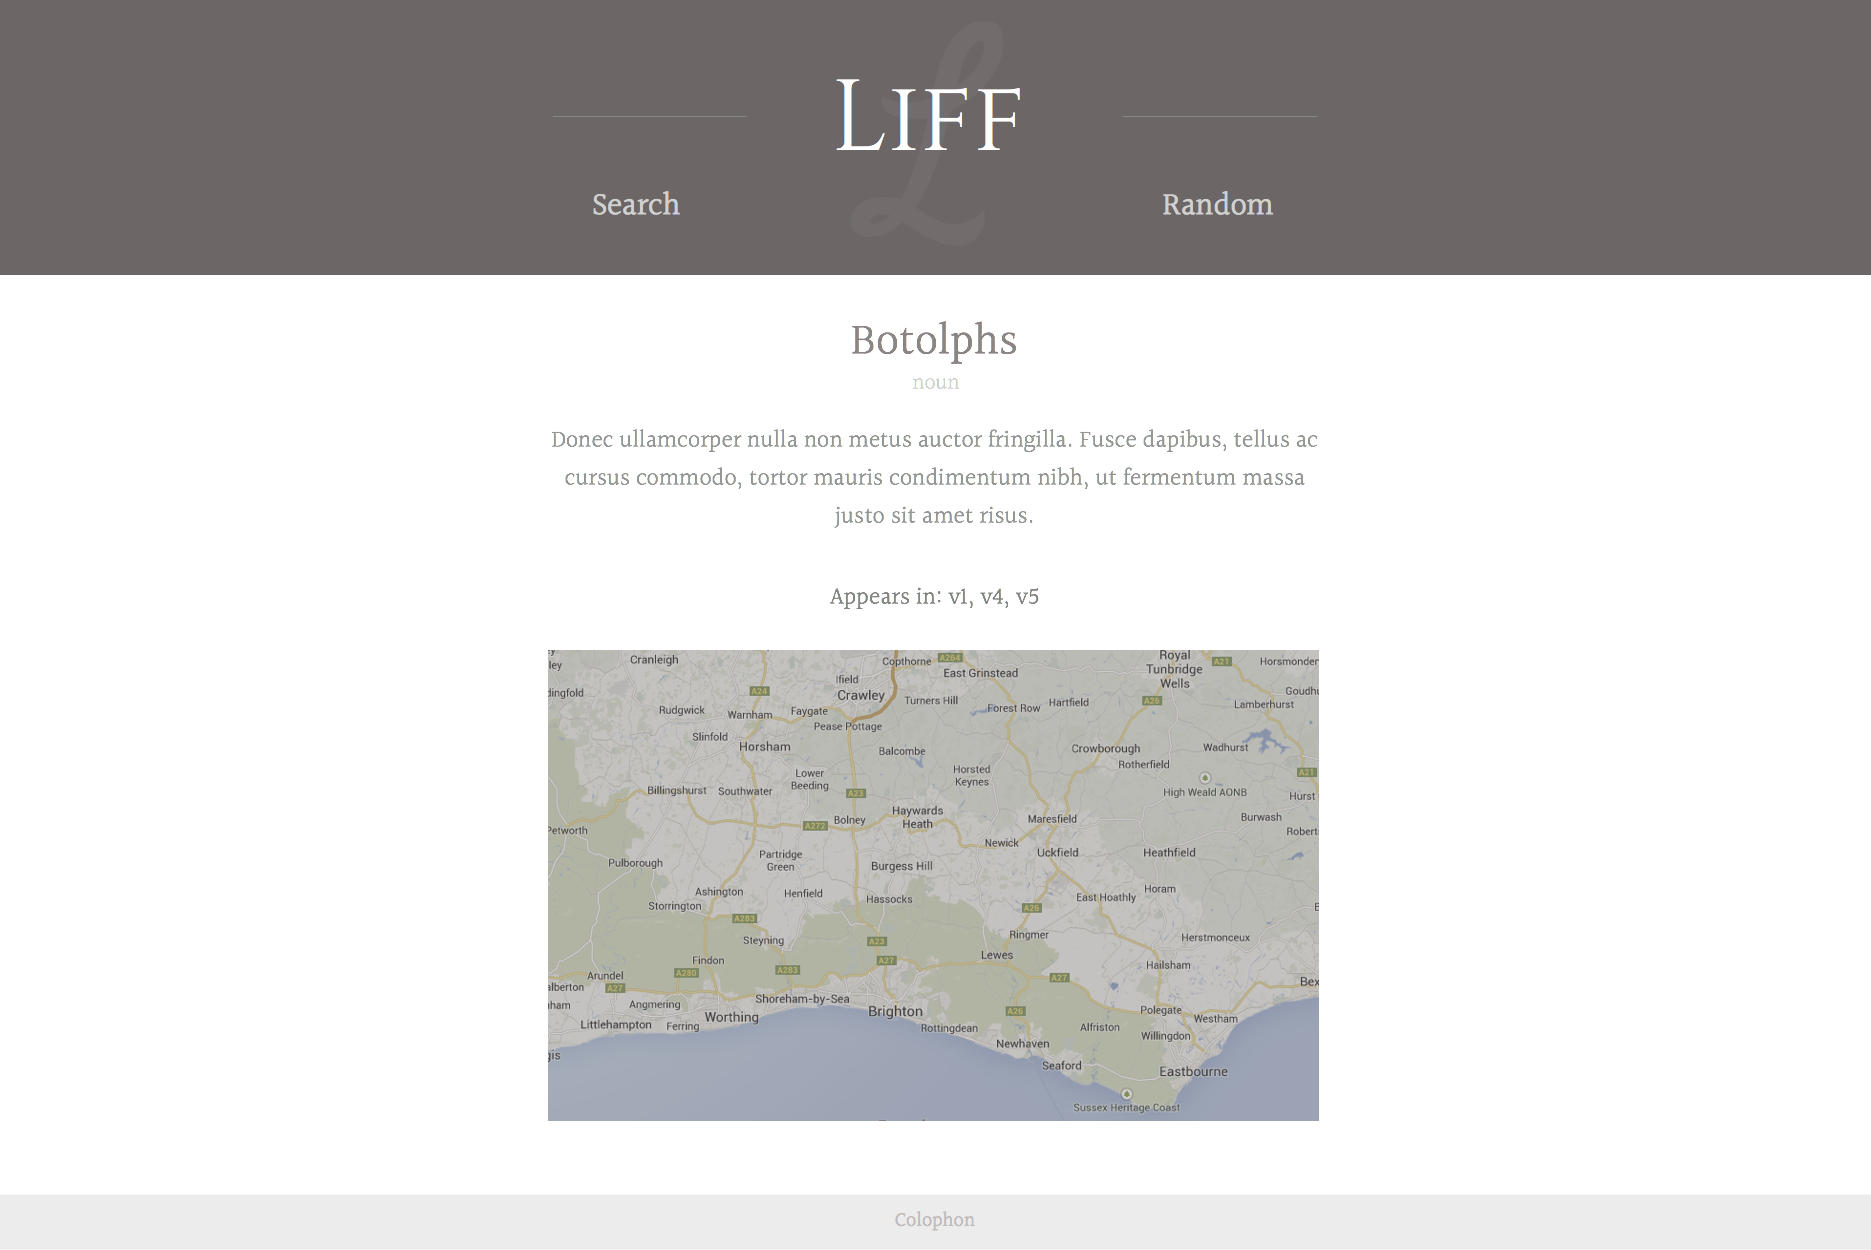 LIFF
Search
Random
Botolphs
noun
Donec ullamcorper nulla non metus auctor fringilla. Fusce dapibus, tellus ac
cursus commodo, tortor mauris condimentum nibh, ut fermentum massa
justo sit amet risus.
Appears in: v1, v4, v5
Cranleigh
Copthorne
A264
East Grinstead
Royal
Tunbridge
Wells
A21
Horsmonden
ley
dingfold
Ifield
Crawley
A24
Turners Hill
Forest Row
Hartfield
A26
Goudhu
Lamberhurst
Rudgwick
Warnham
Faygate
Pease Pottage
Slinfold
Horsham
Balcombe
Crowborough
Wadhurst
Rotherfield
Lower
Beeding
Horsted
Keynes
A21
High Weald AONB
Billingshurst
Southwater
A23
Hurst
Haywards
Heath
Petworth
A272
Bolney
Maresfield
Burwash
Robert
Newick
Uckfield
Heathfield
Pulborough
Partridge
Green
Burgess Hill
Ashington
Henfield
Hassocks
East Hoathly
Horam
Storrington
A283
A26
B
Steyning
A23
Ringmer
Herstmonceux
Findon
A27
Lewes
Hailsham
Arundel
A280
A283
A27
Bex
alberton
A27
ham
Angmering
Shoreham-by-Sea
Worthing
Brighton
A26
Polegate
Westham
Littlehampton
Ferring
Rottingdean
Alfriston
Willingdon
gis
Newhaven
Seaford
Eastbourne
Sussex Heritage Coast
Colophon